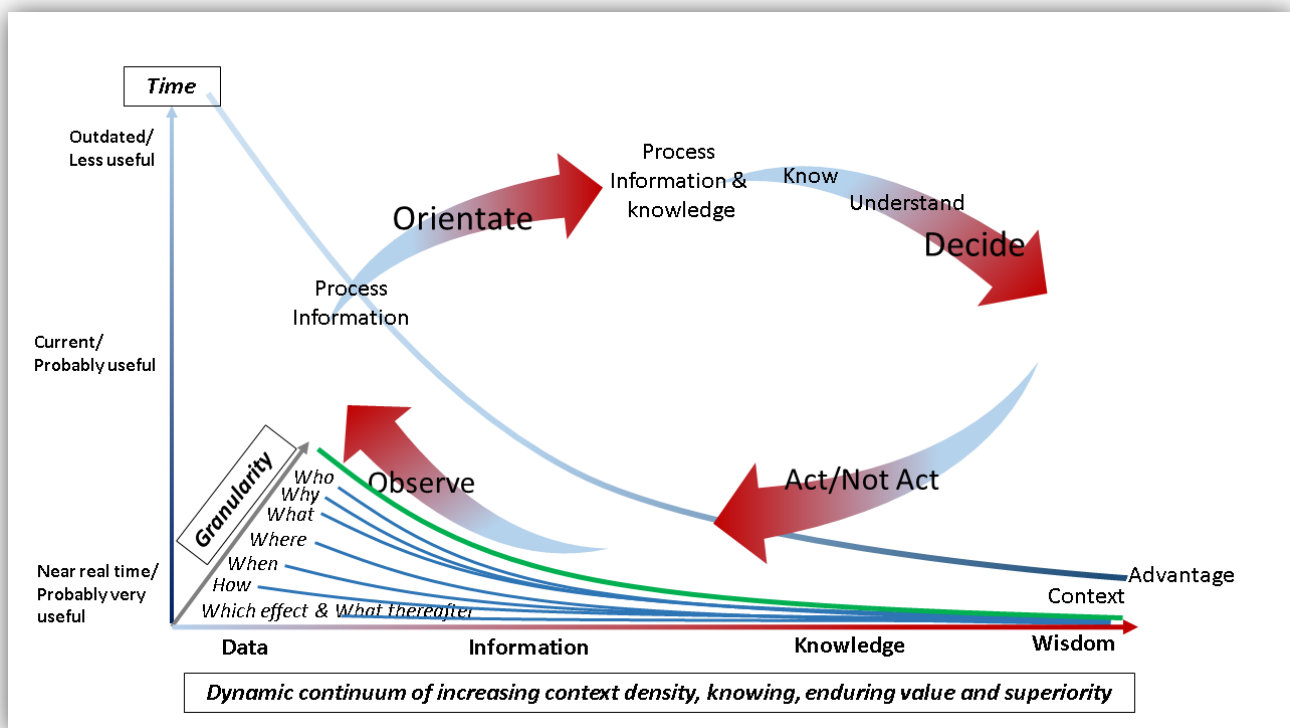 Time
Outdated/
Less useful
Process
Information &
knowledge
Know
Understand
Decide
Orientate
Process
Information
Current/
Probably useful
Granularity
Who
Why
What
Where
When
How
Which effect & What thereafter
Observe
Act/Not Act
Near real time/
Probably very
useful
Advantage
Context
Data
Information
Knowledge
Wisdom
Dynamic continuum of increasing context density, knowing, enduring value and superiority